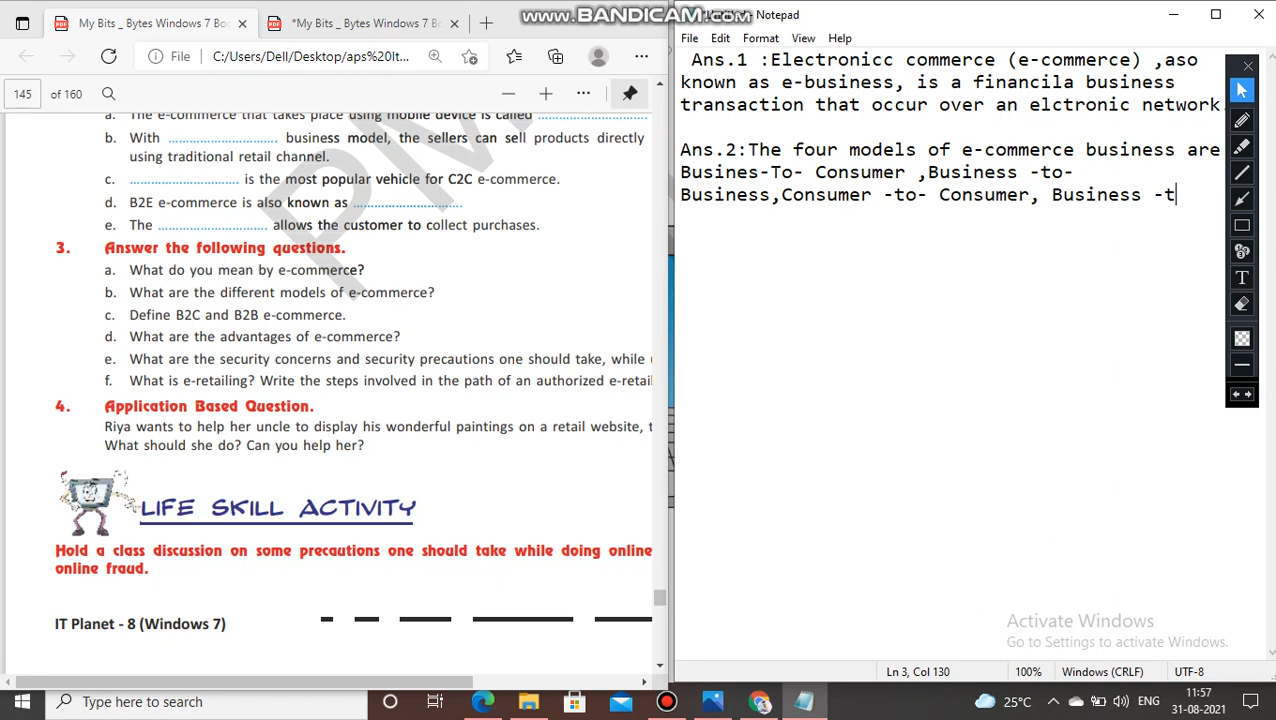 My Bits _ Bytes Windows 7 Bo
*My Bits _ Bytes Windows 7 Bo
www.BANDICAM.com
Notepad
File
C:/Users/Dell/Desktop/aps%20It...
File Edit Format View Help
145 of 160
a. The e-commerce that takes place using mobile device is called ...............................
b. With ............................. business model, the sellers can sell products directly
using traditional retail channel.
c. ............................. is the most popular vehicle for C2C e-commerce.
d. B2E e-commerce is also known as .............................
e. The ............................. allows the customer to collect purchases.
3. Answer the following questions.
a. What do you mean by e-commerce?
b. What are the different models of e-commerce?
c. Define B2C and B2B e-commerce.
d. What are the advantages of e-commerce?
e. What are the security concerns and security precautions one should take, while
f. What is e-retailing? Write the steps involved in the path of an authorized e-retai
4. Application Based Question.
Riya wants to help her uncle to display his wonderful paintings on a retail website,
What should she do? Can you help her?
LIFE SKILL ACTIVITY
Hold a class discussion on some precautions one should take while doing online
online fraud.
IT Planet - 8 (Windows 7)
Ans.1 :Electronicc commerce (e-commerce) ,aso
known as e-business, is a financila business
transaction that occur over an elctronic network
Ans.2:The four models of e-commerce business are
Busines-To- Consumer ,Business -to-
Business,Consumer -to- Consumer, Business -t
Activate Windows
Go to Settings to activate Windows.
Ln 3, Col 130 100% Windows (CRLF) UTF-8
Type here to search
25°C
ENG
11:57
31-08-2021